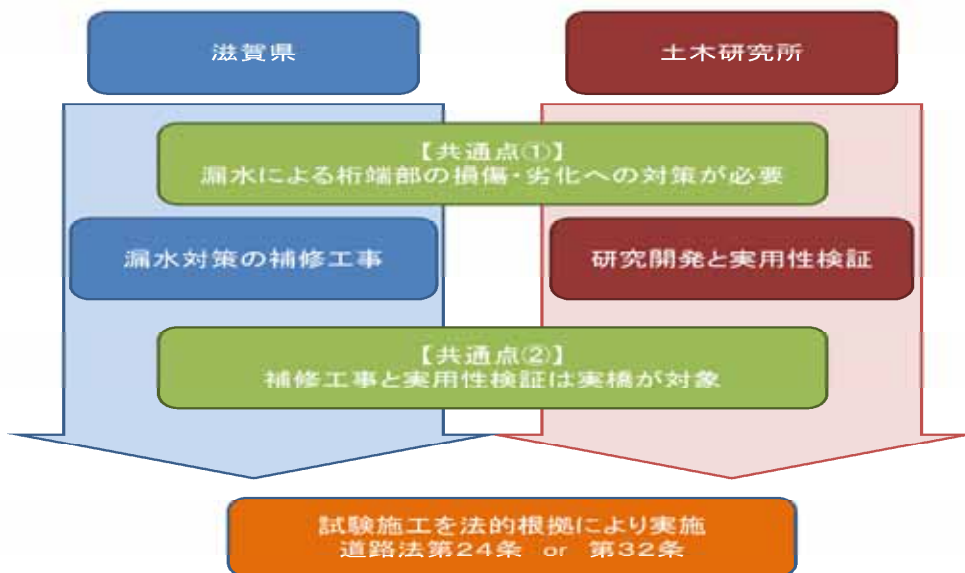 滋賀県
土木研究所
【共通点①】
漏水による桁端部の損傷・劣化への対策が必要
漏水対策の補修工事
研究開発と実用性検証
【共通点②】
補修工事と実用性検証は実橋が対象
試験施工を法的根拠により実施
道路法第24条 or 第32条